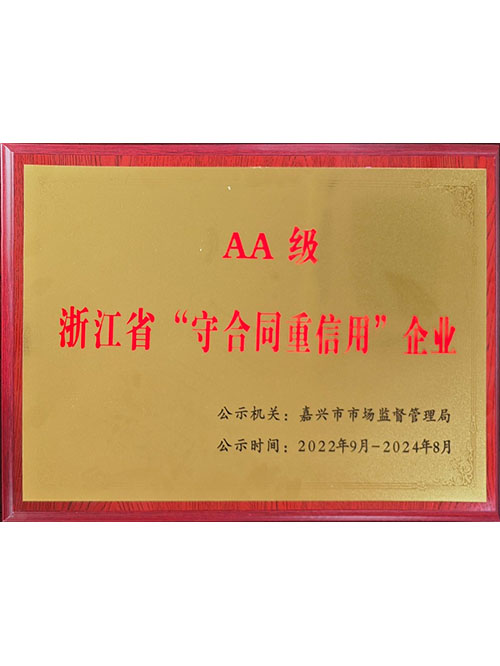 AA 级
浙江省“守合同重信用”企业
公示机关：嘉兴市市场监督管理局
公示时间：2022年9月-2024年8月